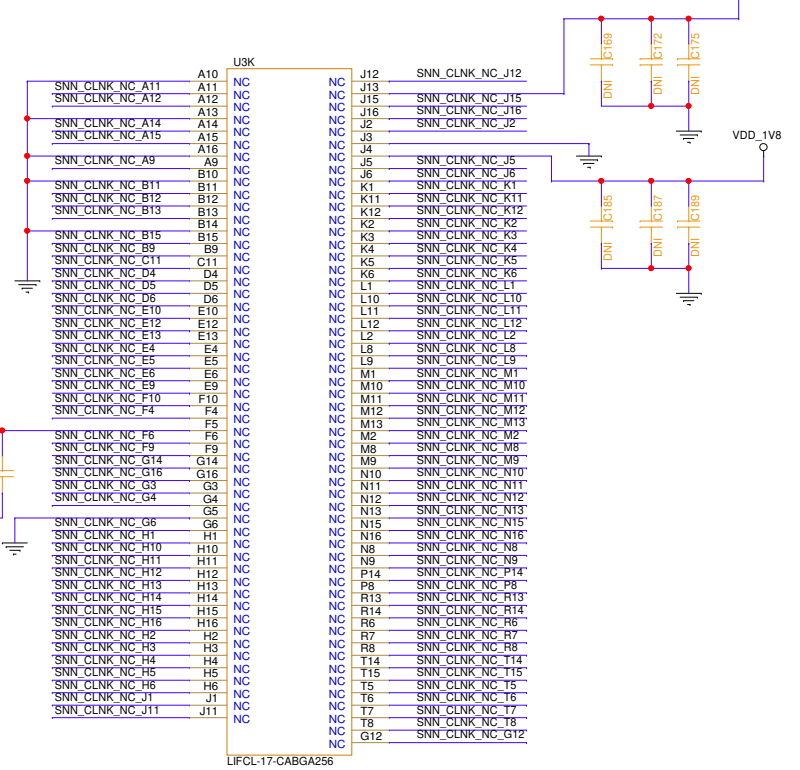 U3K
A10 NC
SNN_CLNK_NC_A11 A11 NC
SNN_CLNK_NC_A12 A12 NC
A13 NC
SNN_CLNK_NC_A14 A14 NC
SNN_CLNK_NC_A15 A15 NC
A16 NC
SNN_CLNK_NC_A9 A9 NC
B10 NC
SNN_CLNK_NC_B11 B11 NC
SNN_CLNK_NC_B12 B12 NC
SNN_CLNK_NC_B13 B13 NC
B14 NC
SNN_CLNK_NC_B15 B15 NC
SNN_CLNK_NC_B9 B9 NC
SNN_CLNK_NC_C11 C11 NC
SNN_CLNK_NC_D4 D4 NC
SNN_CLNK_NC_D5 D5 NC
SNN_CLNK_NC_D6 D6 NC
SNN_CLNK_NC_E10 E10 NC
SNN_CLNK_NC_E12 E12 NC
SNN_CLNK_NC_E13 E13 NC
SNN_CLNK_NC_E4 E4 NC
SNN_CLNK_NC_E5 E5 NC
SNN_CLNK_NC_E6 E6 NC
SNN_CLNK_NC_E9 E9 NC
SNN_CLNK_NC_F10 F10 NC
SNN_CLNK_NC_F4 F4 NC
F5 NC
SNN_CLNK_NC_F6 F6 NC
SNN_CLNK_NC_F9 F9 NC
SNN_CLNK_NC_G14 G14 NC
SNN_CLNK_NC_G16 G16 NC
SNN_CLNK_NC_G3 G3 NC
SNN_CLNK_NC_G4 G4 NC
G5 NC
SNN_CLNK_NC_G6 G6 NC
SNN_CLNK_NC_H1 H1 NC
SNN_CLNK_NC_H10 H10 NC
SNN_CLNK_NC_H11 H11 NC
SNN_CLNK_NC_H12 H12 NC
SNN_CLNK_NC_H13 H13 NC
SNN_CLNK_NC_H14 H14 NC
SNN_CLNK_NC_H15 H15 NC
SNN_CLNK_NC_H16 H16 NC
SNN_CLNK_NC_H2 H2 NC
SNN_CLNK_NC_H3 H3 NC
SNN_CLNK_NC_H4 H4 NC
SNN_CLNK_NC_H5 H5 NC
SNN_CLNK_NC_H6 H6 NC
SNN_CLNK_NC_J1 J1 NC
SNN_CLNK_NC_J11 J11 NC
NC J12 SNN_CLNK_NC_J12
NC J13
NC J15 SNN_CLNK_NC_J15
NC J16 SNN_CLNK_NC_J16
NC J2 SNN_CLNK_NC_J2
NC J3
NC J4
NC J5 SNN_CLNK_NC_J5
NC J6 SNN_CLNK_NC_J6
NC K1 SNN_CLNK_NC_K1
NC K11 SNN_CLNK_NC_K11
NC K12 SNN_CLNK_NC_K12
NC K2 SNN_CLNK_NC_K2
NC K3 SNN_CLNK_NC_K3
NC K4 SNN_CLNK_NC_K4
NC K5 SNN_CLNK_NC_K5
NC K6 SNN_CLNK_NC_K6
NC L1 SNN_CLNK_NC_L1
NC L10 SNN_CLNK_NC_L10
NC L11 SNN_CLNK_NC_L11
NC L12 SNN_CLNK_NC_L12
NC L2 SNN_CLNK_NC_L2
NC L8 SNN_CLNK_NC_L8
NC L9 SNN_CLNK_NC_L9
NC M1 SNN_CLNK_NC_M1
NC M10 SNN_CLNK_NC_M10
NC M11 SNN_CLNK_NC_M11
NC M12 SNN_CLNK_NC_M12
NC M13 SNN_CLNK_NC_M13
NC M2 SNN_CLNK_NC_M2
NC M8 SNN_CLNK_NC_M8
NC M9 SNN_CLNK_NC_M9
NC N10 SNN_CLNK_NC_N10
NC N11 SNN_CLNK_NC_N11
NC N12 SNN_CLNK_NC_N12
NC N13 SNN_CLNK_NC_N13
NC N15 SNN_CLNK_NC_N15
NC N16 SNN_CLNK_NC_N16
NC N8 SNN_CLNK_NC_N8
NC N9 SNN_CLNK_NC_N9
NC P14 SNN_CLNK_NC_P14
NC P8 SNN_CLNK_NC_P8
NC R13 SNN_CLNK_NC_R13
NC R14 SNN_CLNK_NC_R14
NC R6 SNN_CLNK_NC_R6
NC R7 SNN_CLNK_NC_R7
NC R8 SNN_CLNK_NC_R8
NC T14 SNN_CLNK_NC_T14
NC T15 SNN_CLNK_NC_T15
NC T5 SNN_CLNK_NC_T5
NC T6 SNN_CLNK_NC_T6
NC T7 SNN_CLNK_NC_T7
NC T8 SNN_CLNK_NC_T8
NC G12 SNN_CLNK_NC_G12
LIFCL-17-CABGA256
C169 C172 C175
DNI DNI DNI
VDD_1V8
C185 C187 C189
DNI DNI DNI